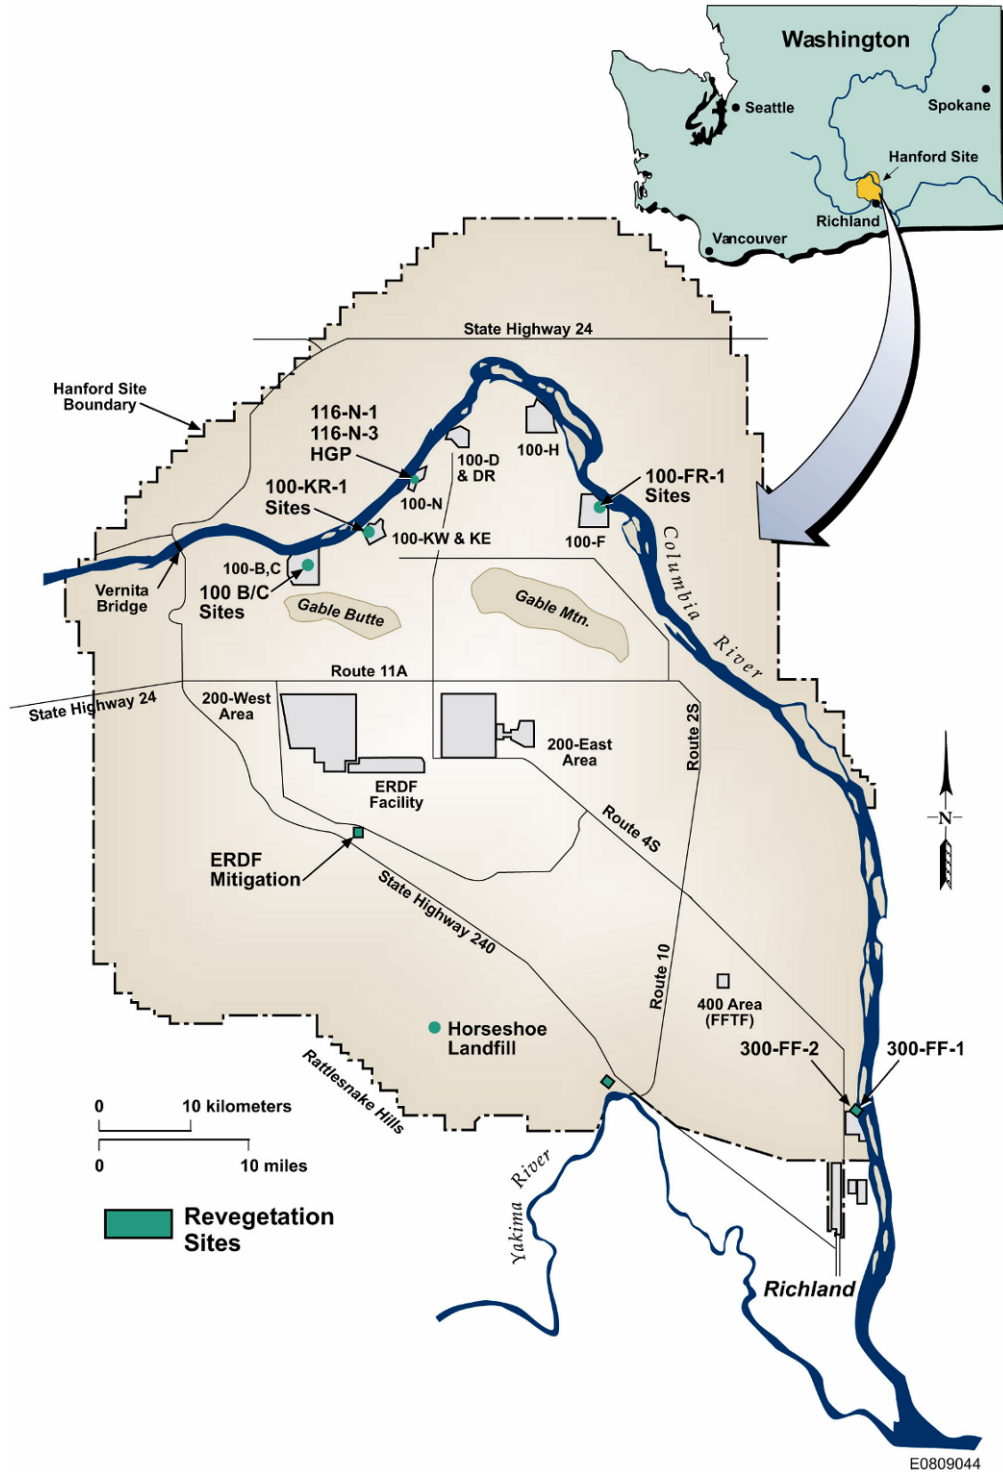 Washington
Seattle
Spokane
Hanford Site
Richland
Vancouver
State Highway 24
Hanford Site
Boundary
116-N-1
116-N-3
HGP
100-D
& DR
100-H
100-KR-1
Sites
100-N
100-FR-1
Sites
100-KW & KE
100-F
Columbia
River
Vernita
Bridge
100-B,C
100 B/C
Sites
Gable Butte
Gable Mtn.
Route 11A
State Highway 24
200-West
Area
200-East
Area
Route 2S
ERDF
Facility
Route 4S
N
ERDF
Mitigation
State Highway 240
Route 10
400 Area
(FFTF)
Horseshoe
Landfill
300-FF-2
300-FF-1
Rattlesnake Hills
0
10 kilometers
0
10 miles
Yakima River
Revegetation
Sites
Richland
E0809044